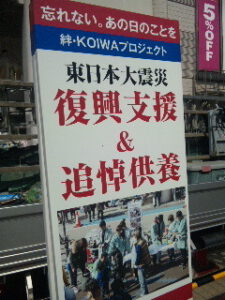 忘れない。あの日のことを
絆・KOIWAプロジェクト
東日本大震災
復興支援
&
追悼供養
5%OFF